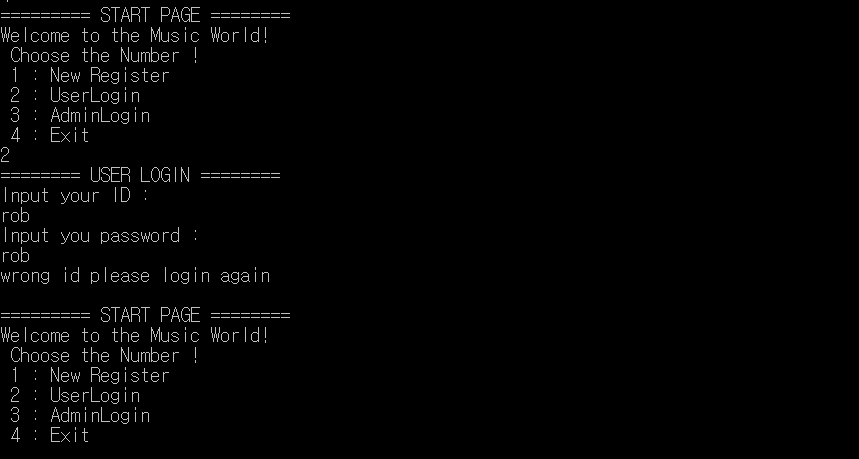 ========= START PAGE ========
Welcome to the Music World!
Choose the Number !
1 : New Register
2 : UserLogin
3 : AdminLogin
4 : Exit
2
======== USER LOGIN ========
Input your ID :
rob
Input you password :
rob
wrong id please login again
========= START PAGE ========
Welcome to the Music World!
Choose the Number !
1 : New Register
2 : UserLogin
3 : AdminLogin
4 : Exit